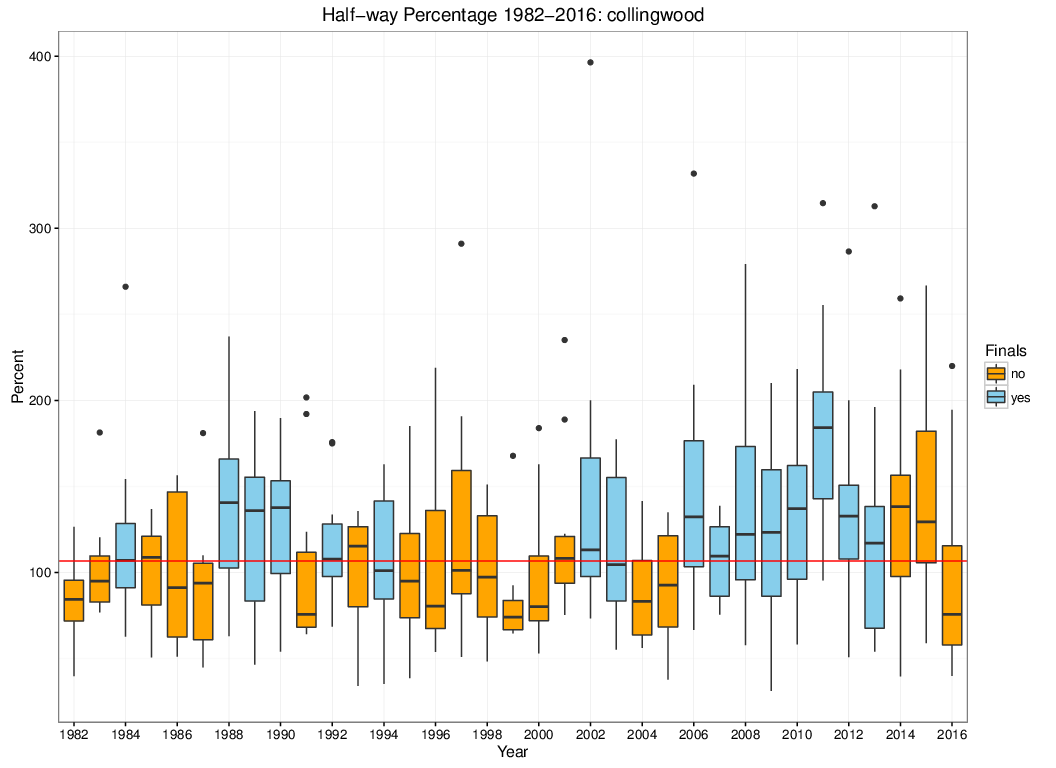 Half−way Percentage 1982−2016: collingwood
Percent
400
300
200
100
1982 1984 1986 1988 1990 1992 1994 1996 1998 2000 2002 2004 2006 2008 2010 2012 2014 2016
Year
Finals
no
yes